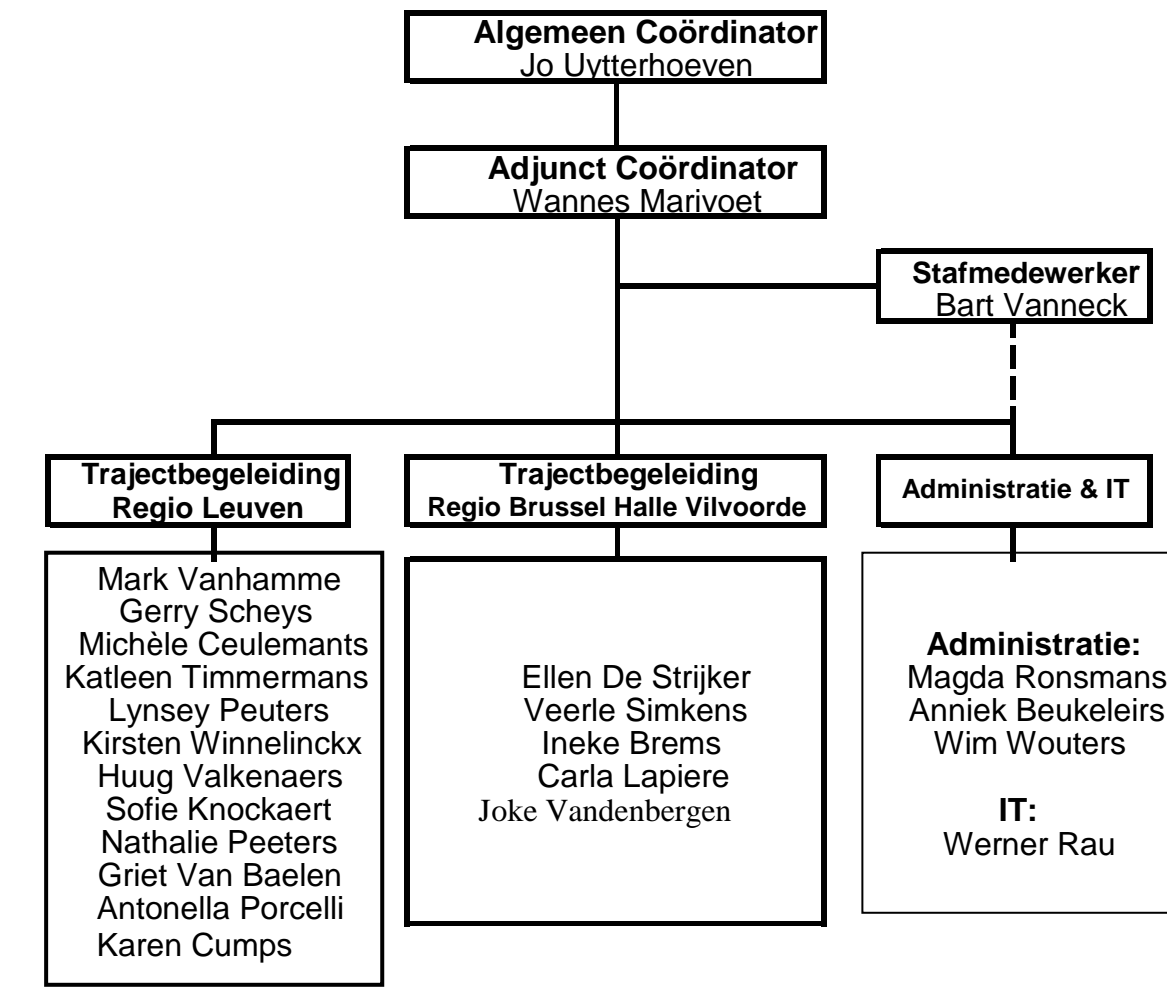 Algemeen Coördinator
Jo Uytterhoeven
Adjunct Coördinator
Wannes Marivoet
Stafmedewerker
Bart Vanneck
Trajectbegeleiding
Regio Leuven
Trajectbegeleiding
Regio Brussel Halle Vilvoorde
Administratie & IT
Mark Vanhamme
Gerry Scheys
Michèle Ceulemants
Katleen Timmermans
Lynsey Peuters
Kirsten Winnelinckx
Huug Valkenaers
Sofie Knockaert
Nathalie Peeters
Griet Van Baelen
Antonella Porcelli
Karen Cumps
Ellen De Strijker
Veerle Simkens
Ineke Brems
Carla Lapiere
Joke Vandenbergen
Administratie:
Magda Ronsmans
Anniek Beukeleirs
Wim Wouters
IT:
Werner Rau